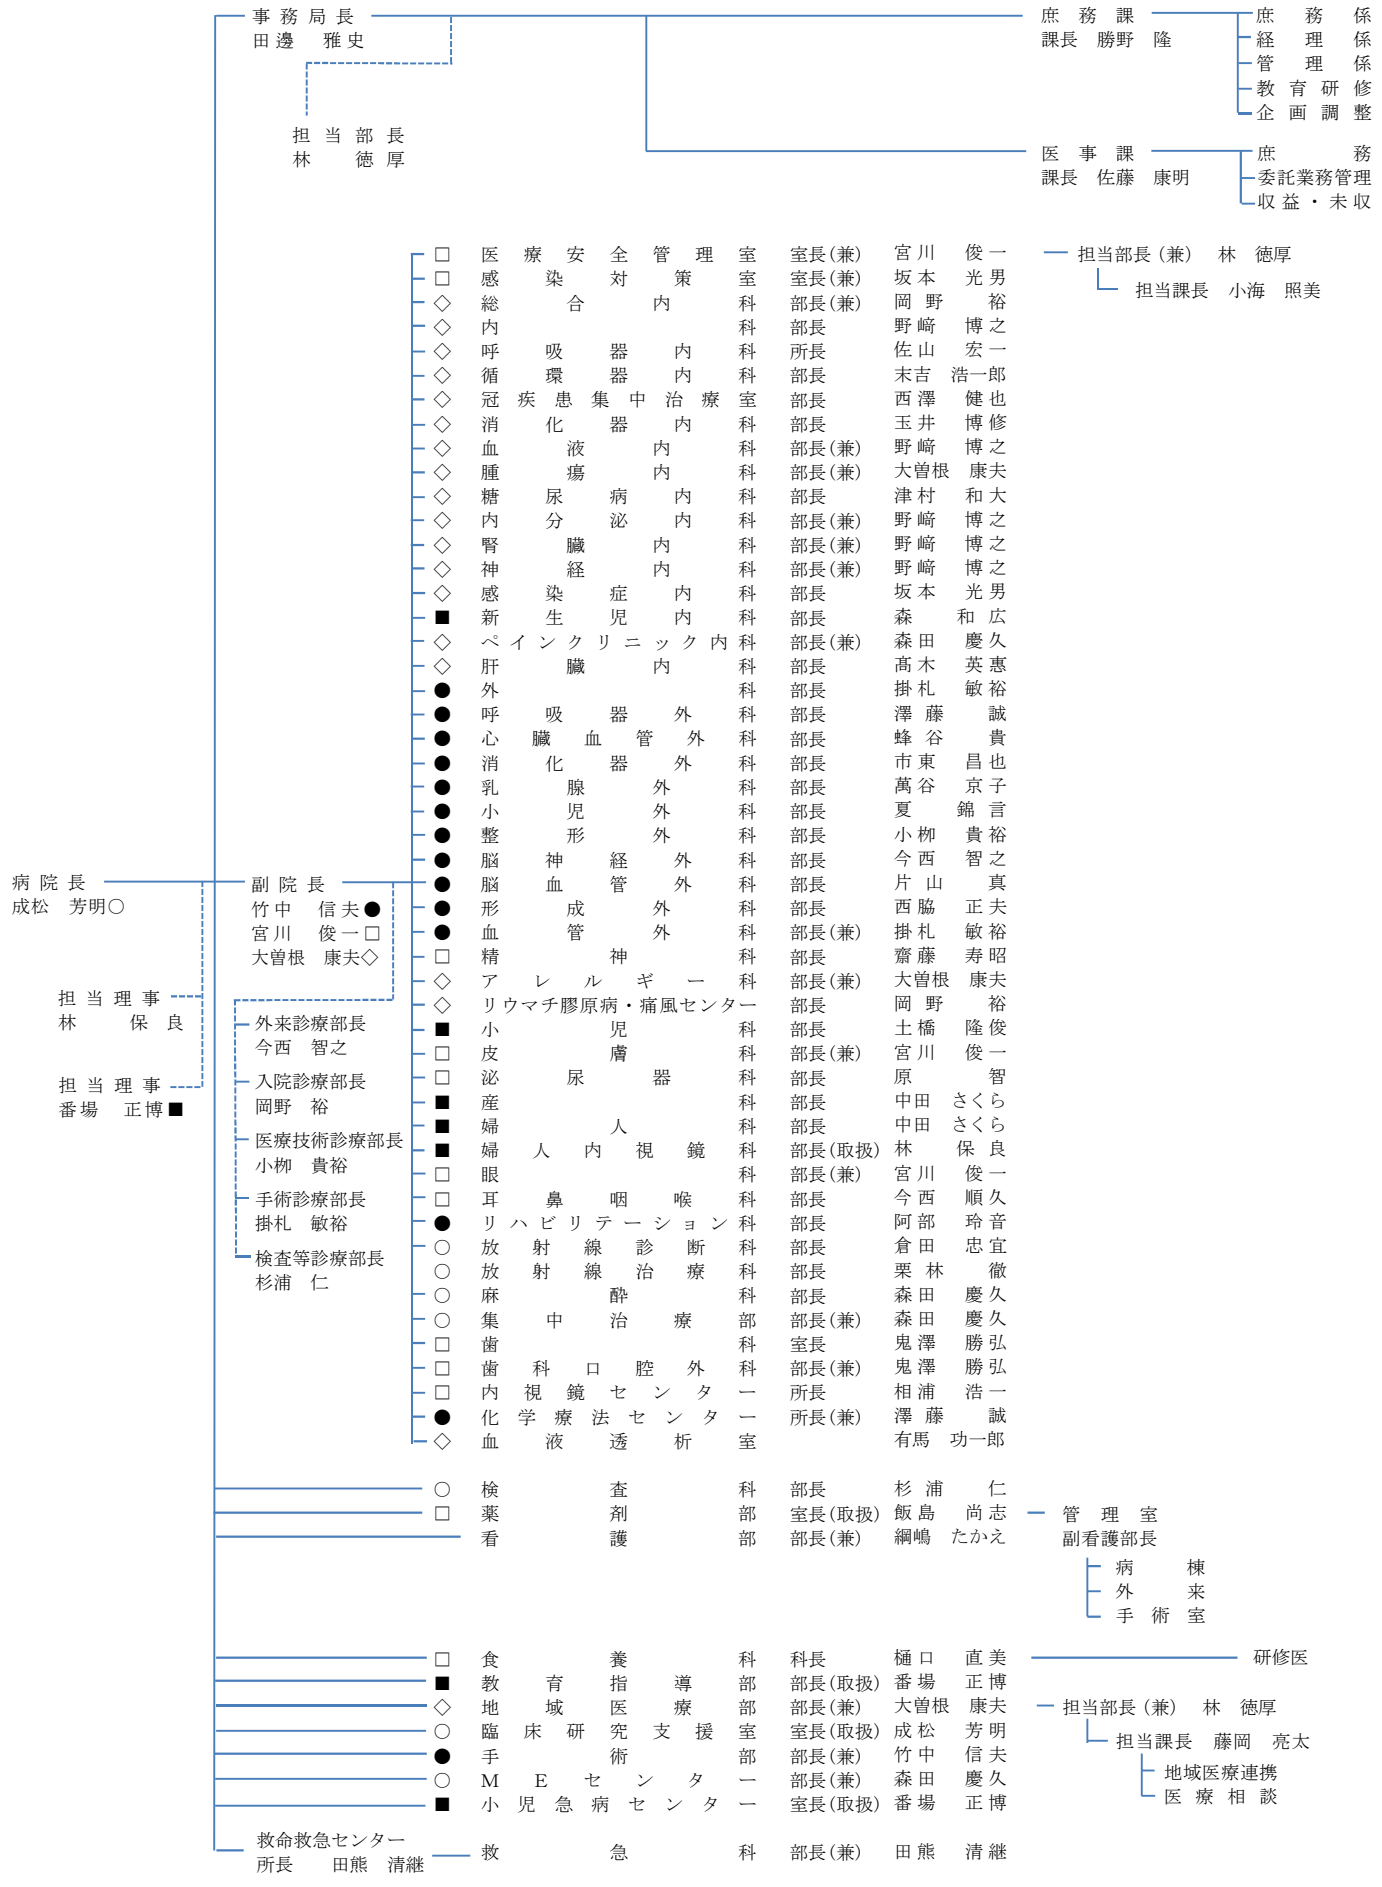 事務局長
田邊 雅史
担当部長
林 徳厚
庶務課
課長 勝野 隆
庶務係
経理係
管理係
教育研修
企画調整
医事課
課長 佐藤 康明
庶務
委託業務管理
収益・未収
病院長
成松 芳明○
担当理事
林 保良
担当理事
番場 正博■
副院長
竹中 信夫●
宮川 俊一□
大曽根 康夫◇
外来診療部長
今西 智之
入院診療部長
岡野 裕
医療技術診療部長
小栁 貴裕
手術診療部長
掛札 敏裕
検査等診療部長
杉浦 仁
□ 医療安全管理室 室長(兼) 宮川 俊一 担当部長(兼) 林 徳厚
担当課長 小海 照美
□ 感染対策室 室長(兼) 坂本 光男
◇ 総合内科 部長(兼) 岡野 裕
◇ 内科 部長 野﨑 博之
◇ 呼吸器内科 所長 佐山 宏一
◇ 循環器内科 部長 末吉 浩一郎
◇ 冠疾患集中治療室 部長 西澤 健也
◇ 消化器内科 部長 玉井 博修
◇ 血液内科 部長(兼) 野﨑 博之
◇ 腫瘍内科 部長(兼) 大曽根 康夫
◇ 糖尿病内科 部長 津村 和大
◇ 内分泌内科 部長(兼) 野﨑 博之
◇ 腎臓内科 部長(兼) 野﨑 博之
◇ 神経内科 部長(兼) 野﨑 博之
◇ 感染症内科 部長 坂本 光男
■ 新生児内科 部長 森 和広
◇ ペインクリニック内科 部長(兼) 森田 慶久
◇ 肝臓内科 部長 髙木 英惠
● 外科 部長 掛札 敏裕
● 呼吸器外科 部長 澤藤 誠
● 心臓血管外科 部長 蜂谷 貴
● 消化器外科 部長 市東 昌也
● 乳腺外科 部長 萬谷 京子
● 小児外科 部長 夏 錦言
● 整形外科 部長 小栁 貴裕
● 脳神経外科 部長 今西 智之
● 脳血管外科 部長 片山 真
● 形成外科 部長 西脇 正夫
● 血管外科 部長(兼) 掛札 敏裕
□ 精神科 部長 齋藤 寿昭
◇ アレルギー科 部長(兼) 大曽根 康夫
◇ リウマチ膠原病・痛風センター 部長 岡野 裕
■ 小児科 部長 土橋 隆俊
□ 皮膚科 部長(兼) 宮川 俊一
□ 泌尿器科 部長 原 智
■ 産科 部長 中田 さくら
■ 婦人科 部長 中田 さくら
■ 婦人内視鏡科 部長(取扱) 林 保良
□ 眼科 部長(兼) 宮川 俊一
□ 耳鼻咽喉科 部長 今西 順久
● リハビリテーション科 部長 阿部 玲音
○ 放射線診断科 部長 倉田 忠宜
○ 放射線治療科 部長 栗林 徹
○ 麻酔科 部長 森田 慶久
○ 集中治療部 部長(兼) 森田 慶久
□ 歯科 室長 鬼澤 勝弘
□ 歯科口腔外科 部長(兼) 鬼澤 勝弘
□ 内視鏡センター 所長 相浦 浩一
● 化学療法センター 所長(兼) 澤藤 誠
◇ 血液透析室 有馬 功一郎
○ 検査科 部長 杉浦 仁
□ 薬剤部 室長(取扱) 飯島 尚志 管理室
看護部 部長(兼) 綱嶋 たかえ 副看護部長
病棟
外来
手術室
□ 食養科 科長 樋口 直美 研修医
■ 教育指導部 部長(取扱) 番場 正博
◇ 地域医療部 部長(兼) 大曽根 康夫 担当部長(兼) 林 徳厚
○ 臨床研究支援室 室長(取扱) 成松 芳明
担当課長 藤岡 亮太
● 手術部 部長(兼) 竹中 信夫
地域医療連携
○ MEセンター 部長(兼) 森田 慶久
医療相談
■ 小児急病センター 室長(取扱) 番場 正博
救命救急センター
所長 田熊 清継
救急科 部長(兼) 田熊 清継